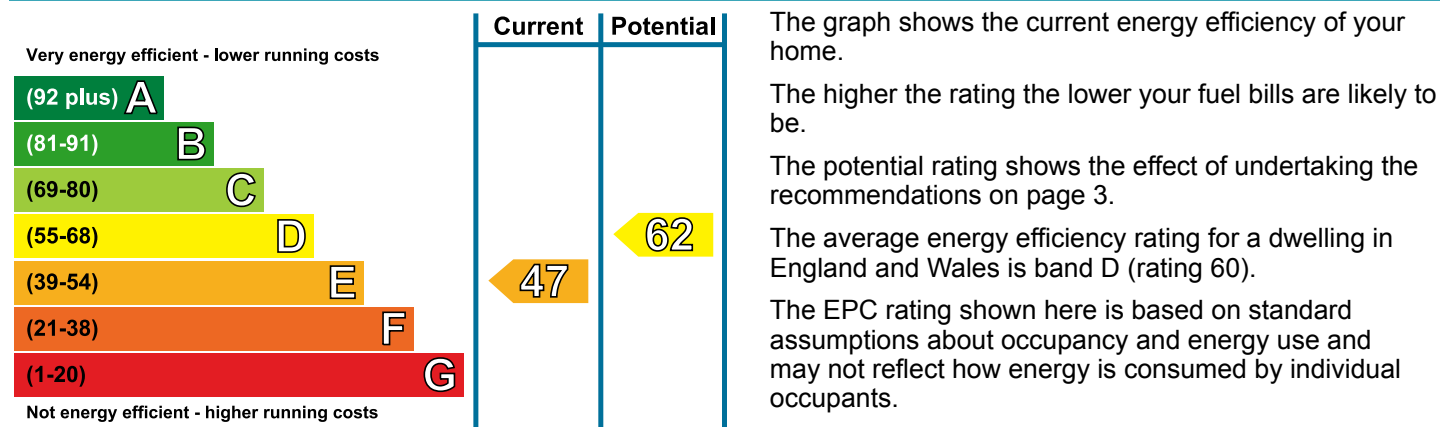 Current Potential
Very energy efficient - lower running costs
(92 plus) A
(81-91) B
(69-80) C
(55-68) D
62
(39-54) E
47
(21-38) F
(1-20) G
Not energy efficient - higher running costs
The graph shows the current energy efficiency of your
home.
The higher the rating the lower your fuel bills are likely to
be.
The potential rating shows the effect of undertaking the
recommendations on page 3.
The average energy efficiency rating for a dwelling in
England and Wales is band D (rating 60).
The EPC rating shown here is based on standard
assumptions about occupancy and energy use and
may not reflect how energy is consumed by individual
occupants.